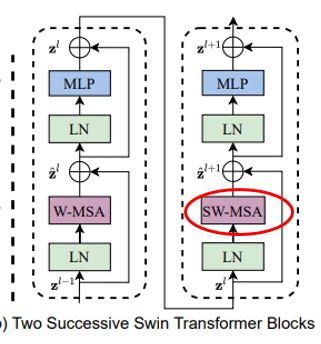 z^l
MLP
LN
ẑ^l
W-MSA
LN
z^{l-1}
z^{l+1}
MLP
LN
ẑ^{l+1}
SW-MSA
LN
z^l
) Two Successive Swin Transformer Blocks